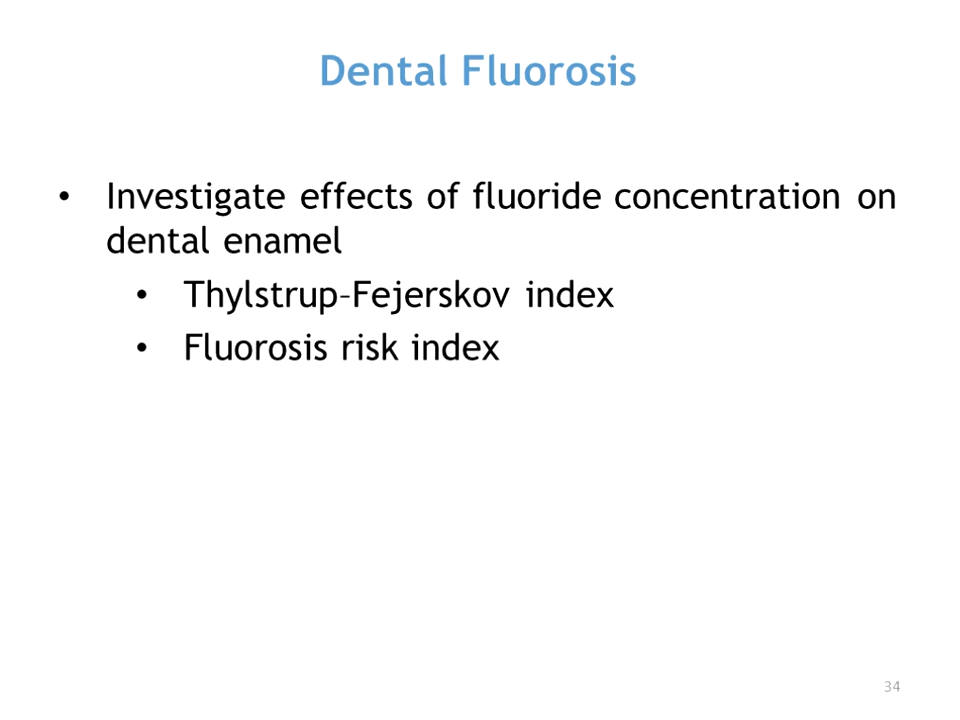 Dental Fluorosis
• Investigate effects of fluoride concentration on
dental enamel
• Thylstrup–Fejerskov index
• Fluorosis risk index
34